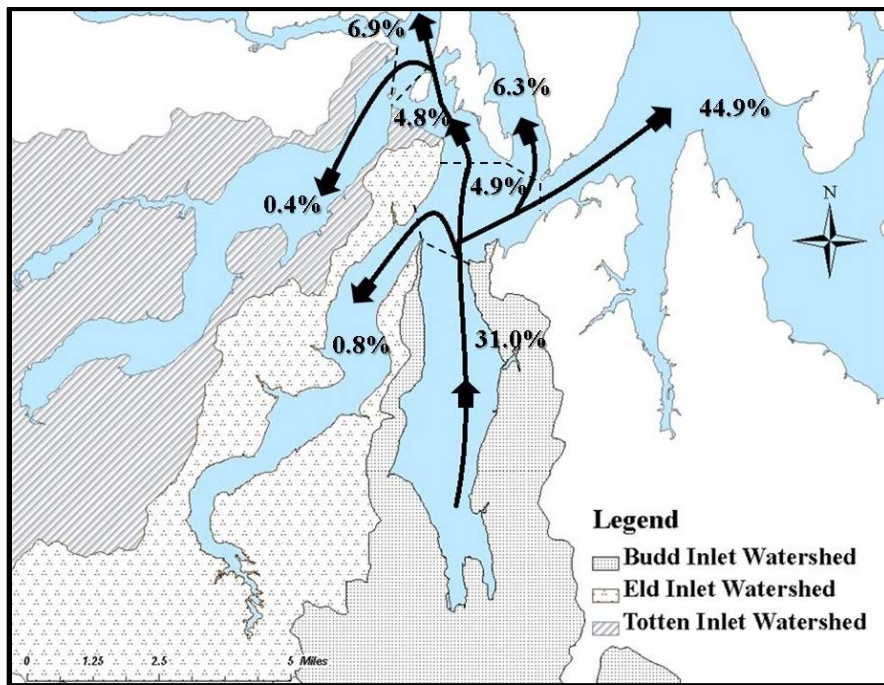 6.9%
6.3%
44.9%
4.8%
4.9%
0.4%
N
0.8%
31.0%
Legend
Budd Inlet Watershed
Eld Inlet Watershed
Totten Inlet Watershed
0 1.25 2.5 5 Miles